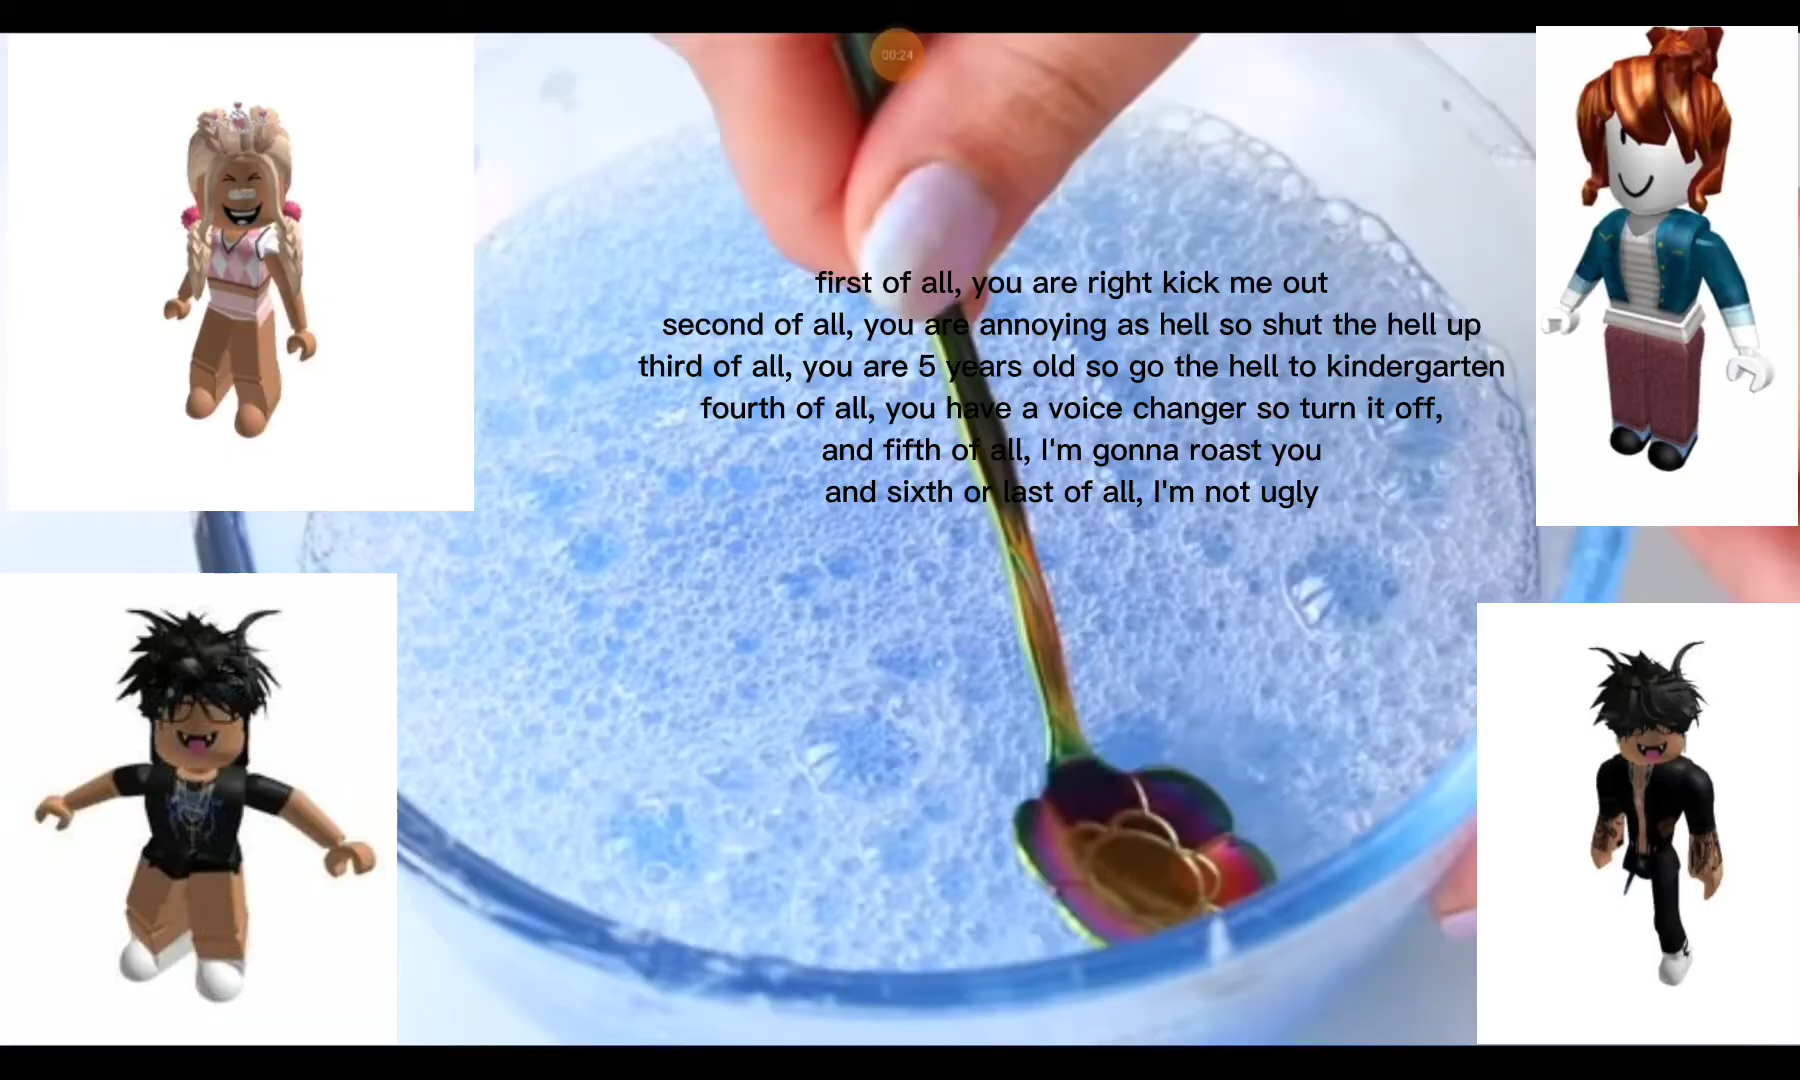 00:24
first of all, you are right kick me out
second of all, you are annoying as hell so shut the hell up
third of all, you are 5 years old so go the hell to kindergarten
fourth of all, you have a voice changer so turn it off,
and fifth of all, I'm gonna roast you
and sixth or last of all, I'm not ugly